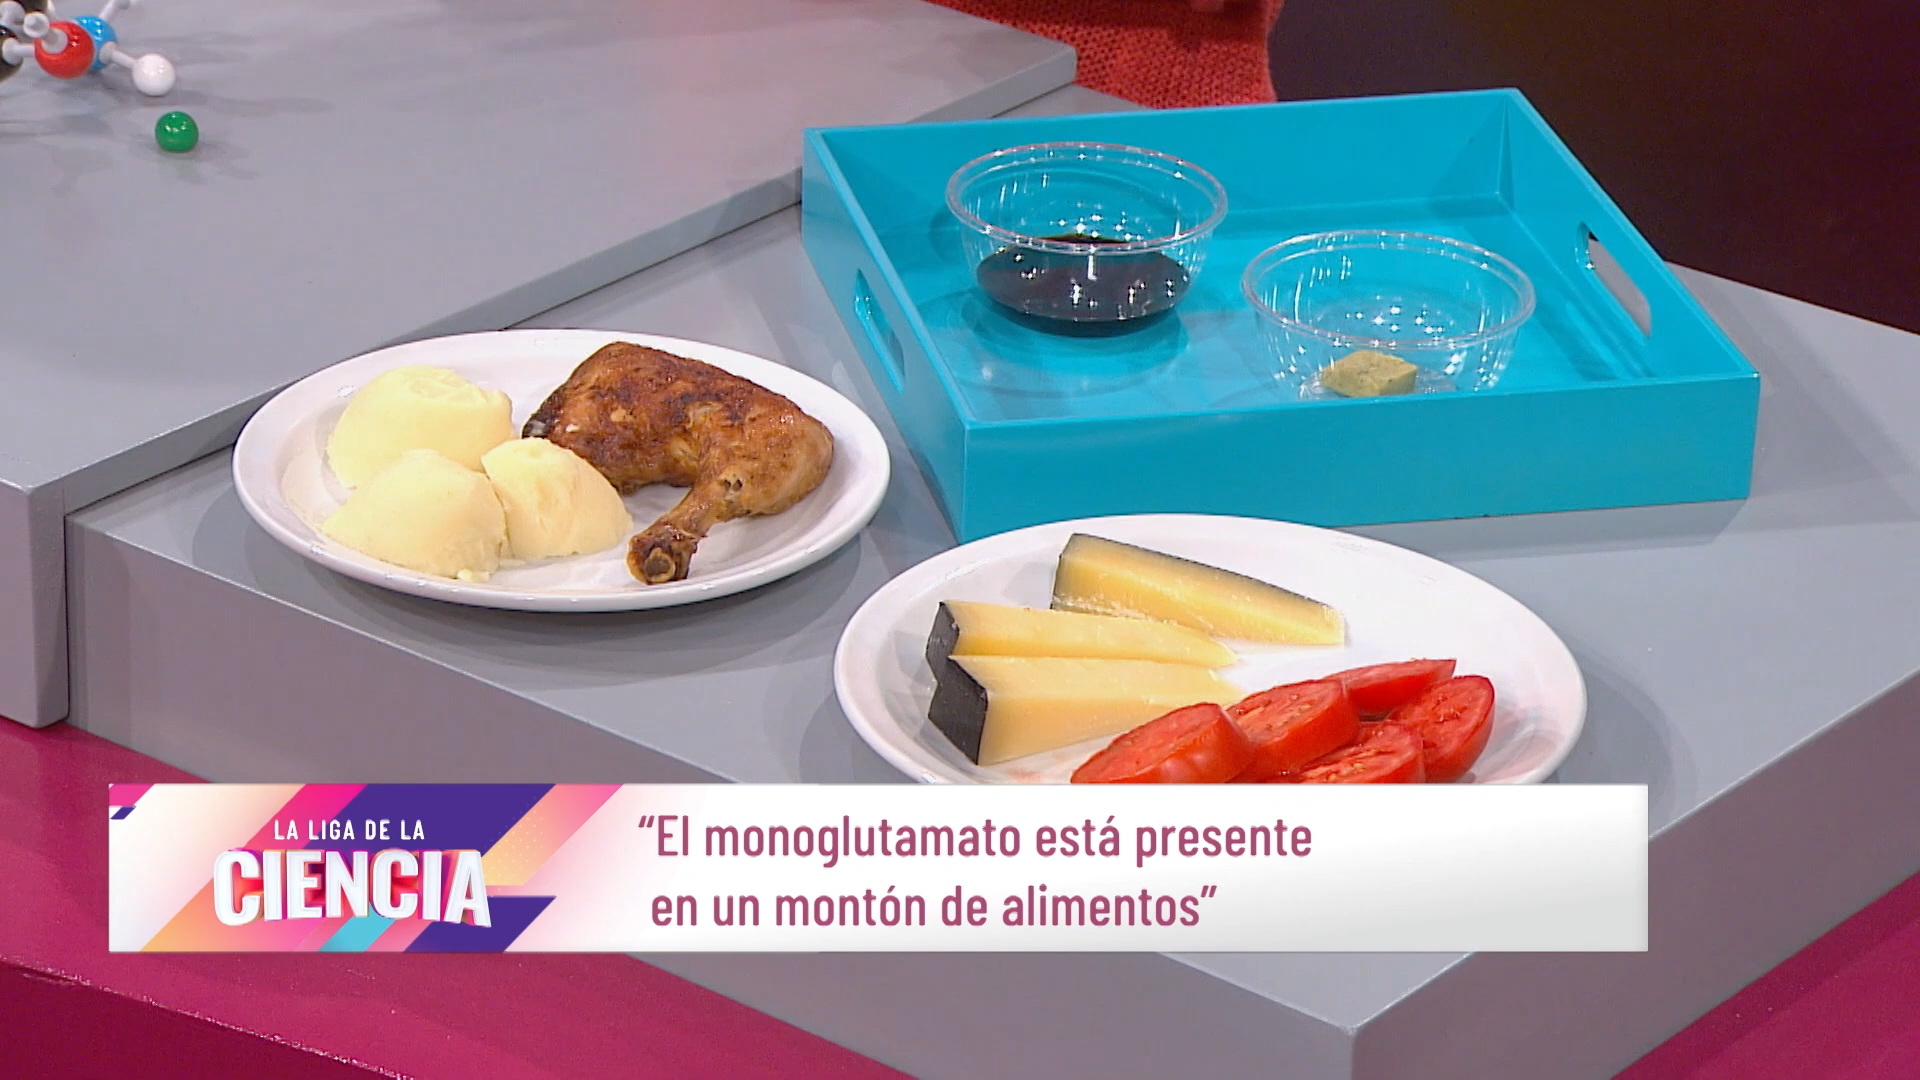 LA LIGA DE LA
CIENCIA
“El monoglutamato está presente
en un montón de alimentos”